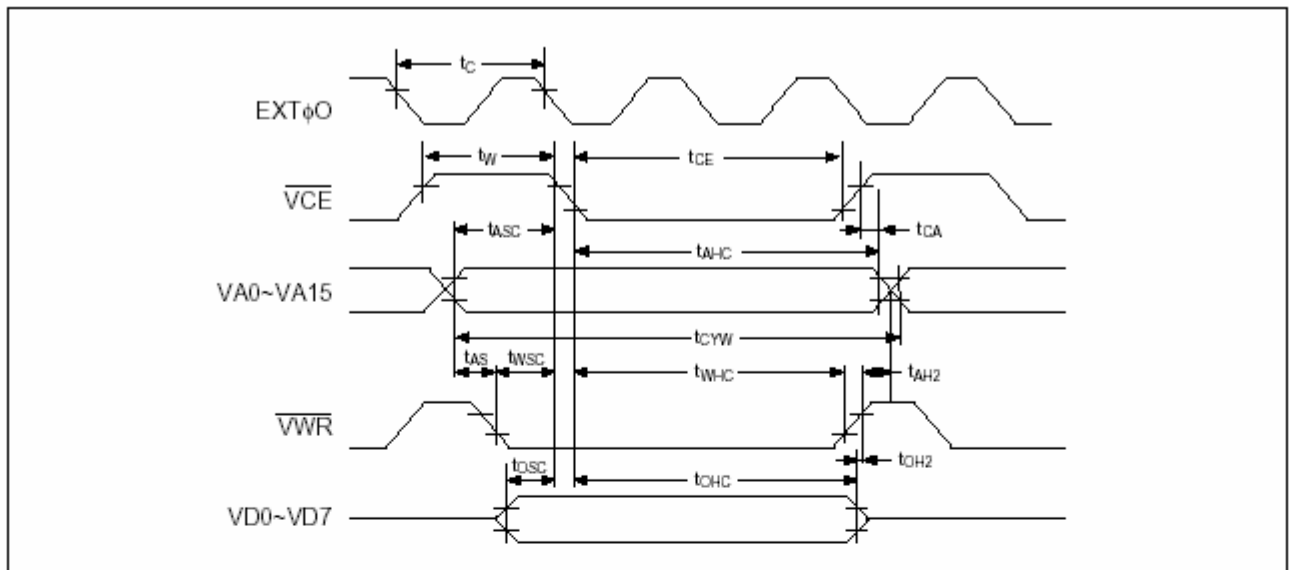 tC
EXTϕO
tW
tCE
VCE
tASC
tCA
tAHC
VA0~VA15
tCYW
tAS
tWSC
tWHC
tAH2
VWR
tDSC
tDHC
tDH2
VD0~VD7